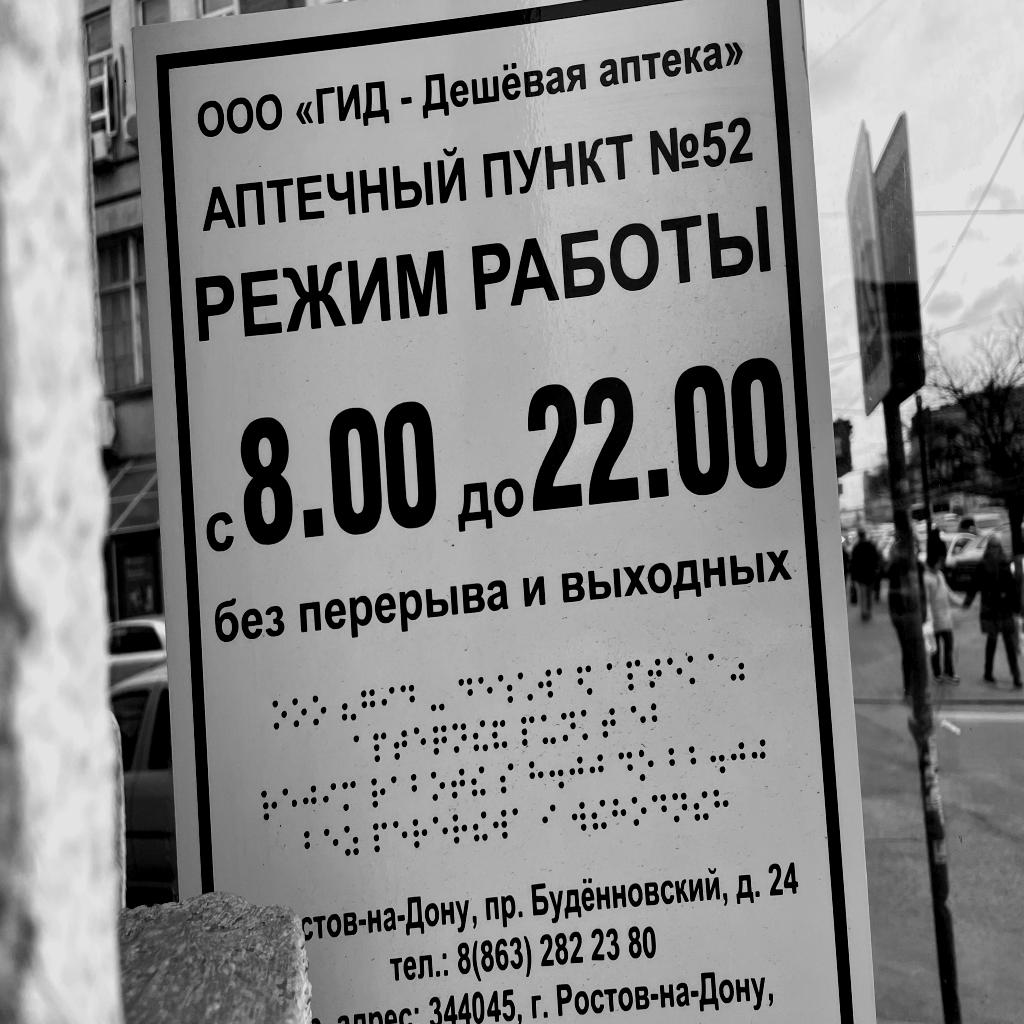 ООО «ГИД - Дешёвая аптека»
АПТЕЧНЫЙ ПУНКТ №52
РЕЖИМ РАБОТЫ
с 8.00 до 22.00
без перерыва и выходных
стов-на-Дону, пр. Будённовский, д. 24
тел.: 8(863) 282 23 80
адрес: 344045, г. Ростов-на-Дону,